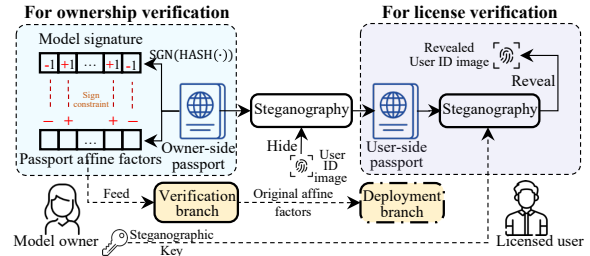 For ownership verification
For license verification
Model signature
SGN(HASH(·))
-1 +1 ... +1 -1
Sign
constraint
− + + −
Passport affine factors
Owner-side
passport
Steganography
Hide
User
ID
image
User-side
passport
Steganography
Revealed
User ID image
Reveal
Feed
Verification
branch
Original affine
factors
Deployment
branch
Model owner
Steganographic
Key
Licensed user